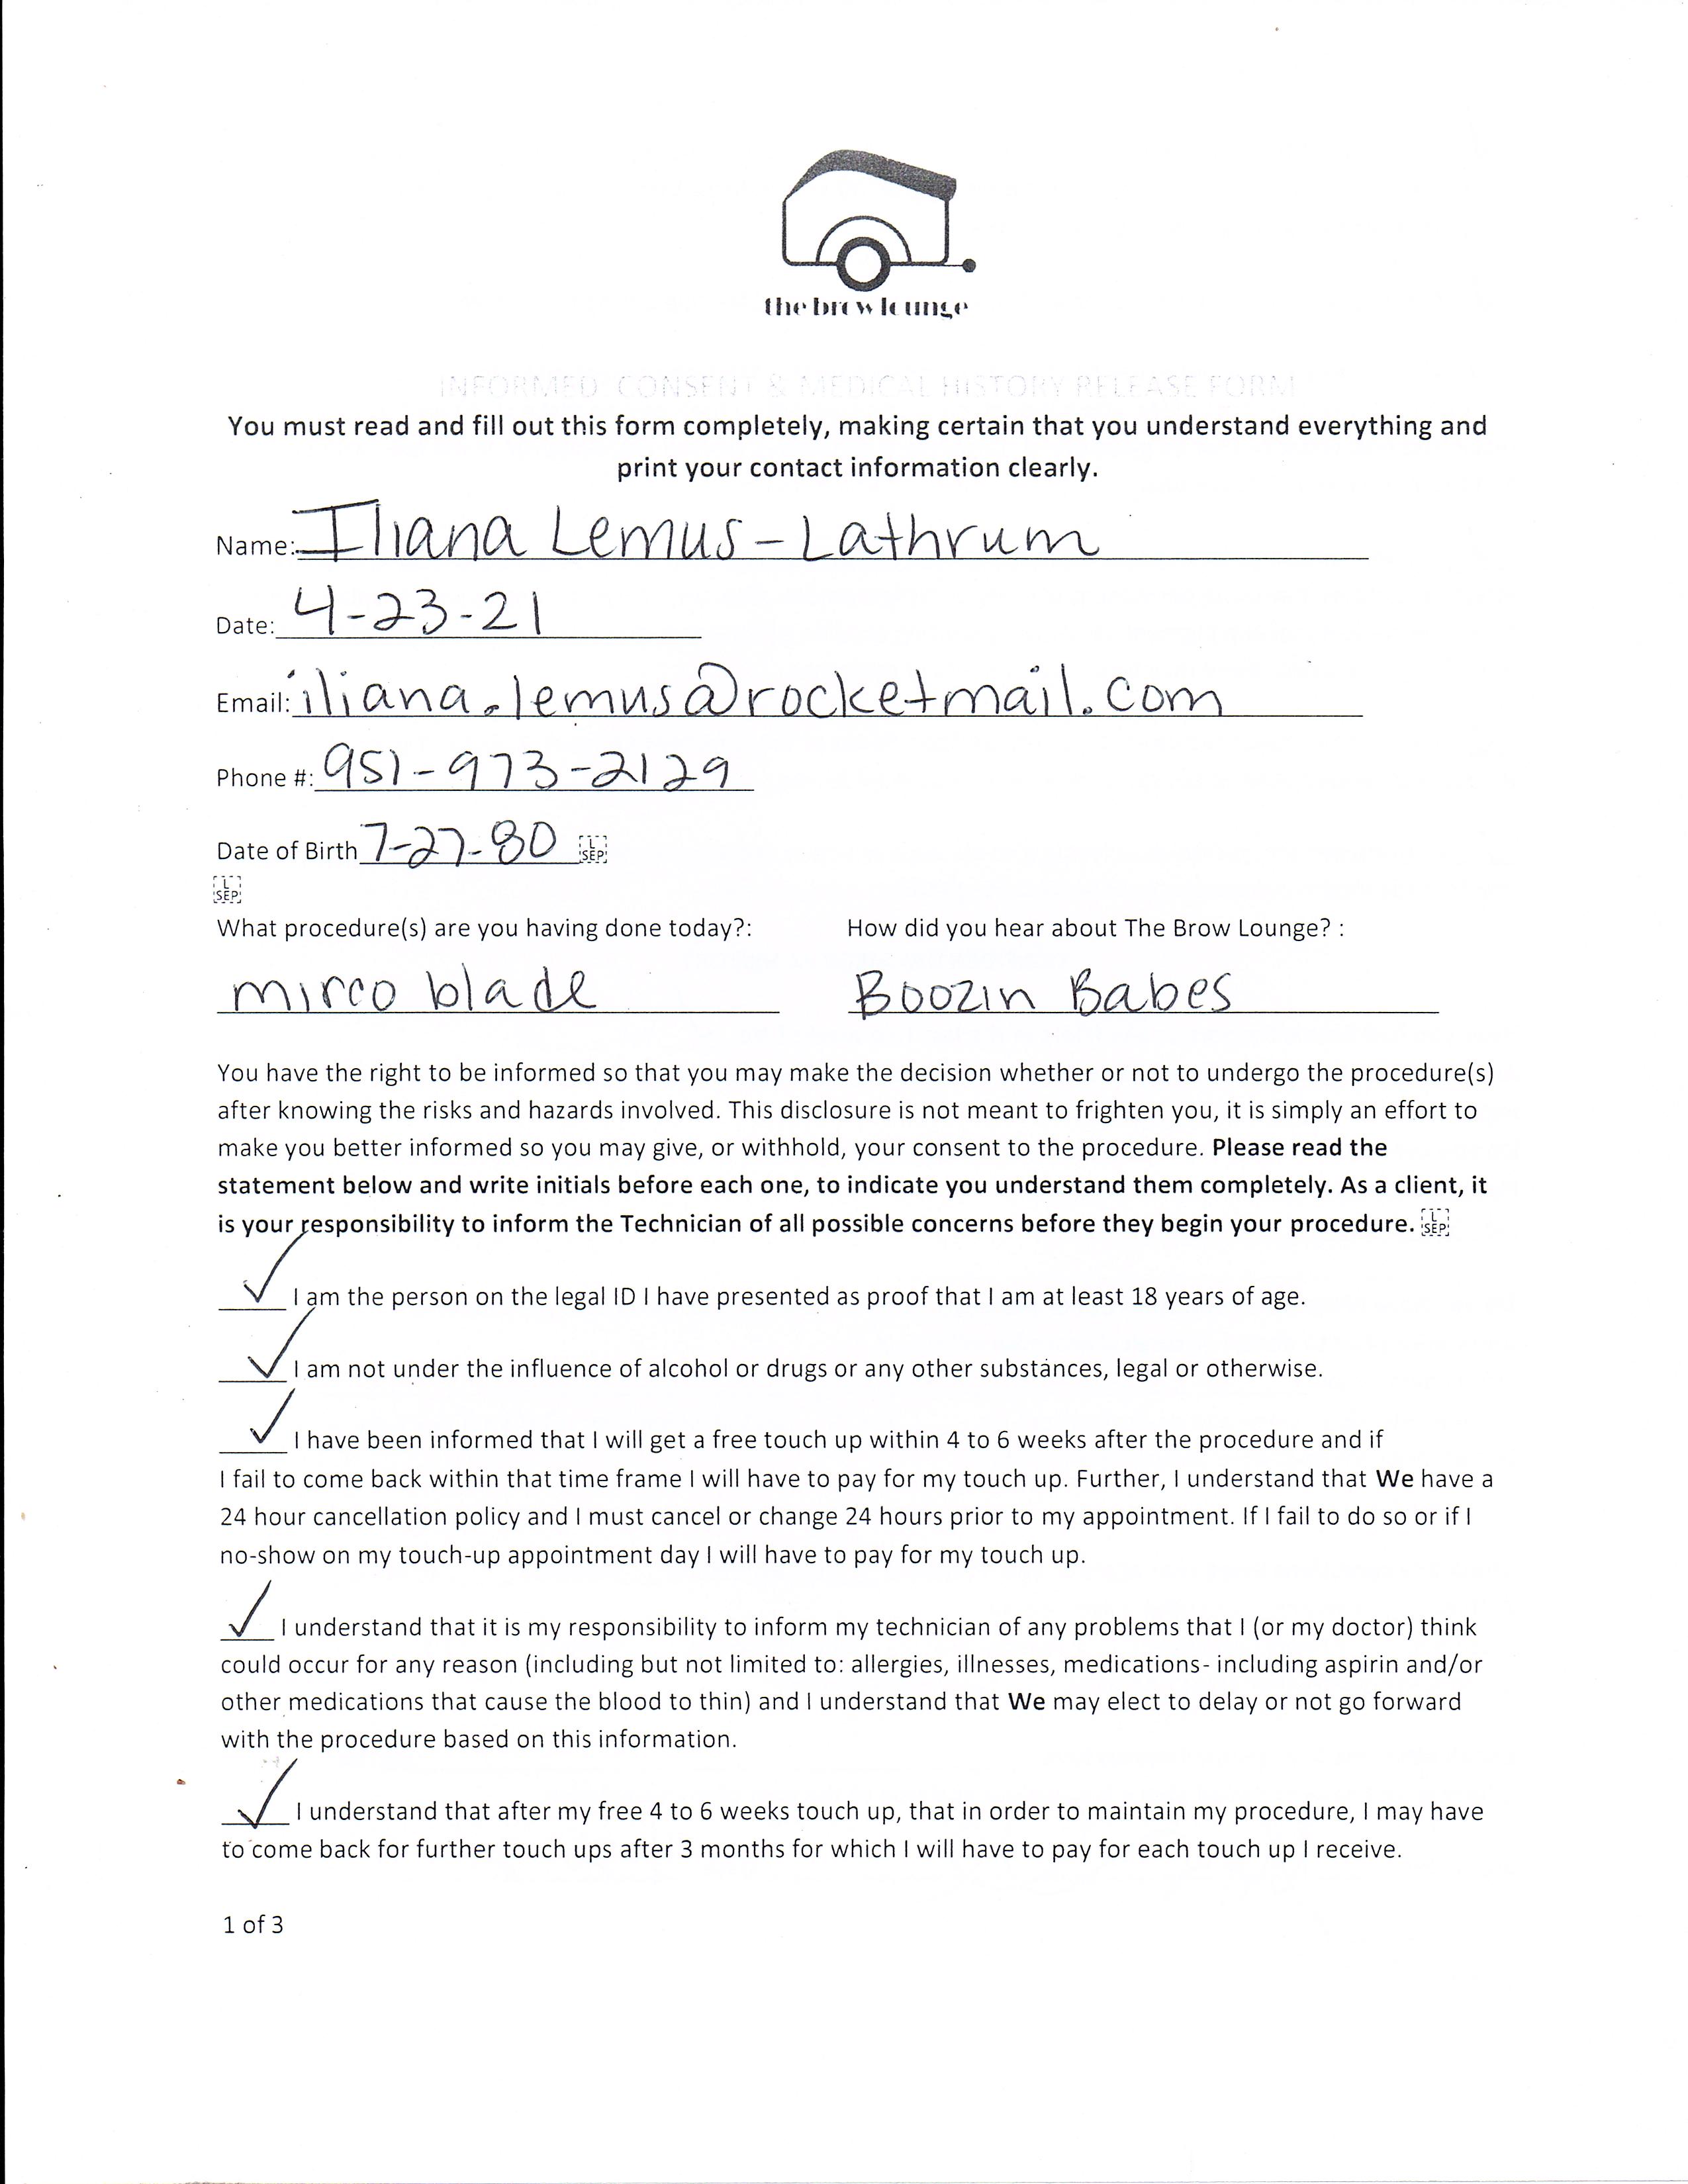 the brow lounge
INFORMED CONSENT & MEDICAL HISTORY RELEASE FORM
You must read and fill out this form completely, making certain that you understand everything and
print your contact information clearly.
Name: Iliana Lemus - Lathrum
Date: 4-23-21
Email: iliana.lemus@rocketmail.com
Phone #: 951-973-2129
Date of Birth 7-27-80 L SEP
L SEP
What procedure(s) are you having done today?: How did you hear about The Brow Lounge? :
mirco blade Boozin Babes
You have the right to be informed so that you may make the decision whether or not to undergo the procedure(s)
after knowing the risks and hazards involved. This disclosure is not meant to frighten you, it is simply an effort to
make you better informed so you may give, or withhold, your consent to the procedure. Please read the
statement below and write initials before each one, to indicate you understand them completely. As a client, it
is your responsibility to inform the Technician of all possible concerns before they begin your procedure. L SEP
✓ I am the person on the legal ID I have presented as proof that I am at least 18 years of age.
✓ I am not under the influence of alcohol or drugs or any other substances, legal or otherwise.
✓ I have been informed that I will get a free touch up within 4 to 6 weeks after the procedure and if
I fail to come back within that time frame I will have to pay for my touch up. Further, I understand that We have a
24 hour cancellation policy and I must cancel or change 24 hours prior to my appointment. If I fail to do so or if I
no-show on my touch-up appointment day I will have to pay for my touch up.
✓ I understand that it is my responsibility to inform my technician of any problems that I (or my doctor) think
could occur for any reason (including but not limited to: allergies, illnesses, medications- including aspirin and/or
other medications that cause the blood to thin) and I understand that We may elect to delay or not go forward
with the procedure based on this information.
✓ I understand that after my free 4 to 6 weeks touch up, that in order to maintain my procedure, I may have
to come back for further touch ups after 3 months for which I will have to pay for each touch up I receive.
1 of 3